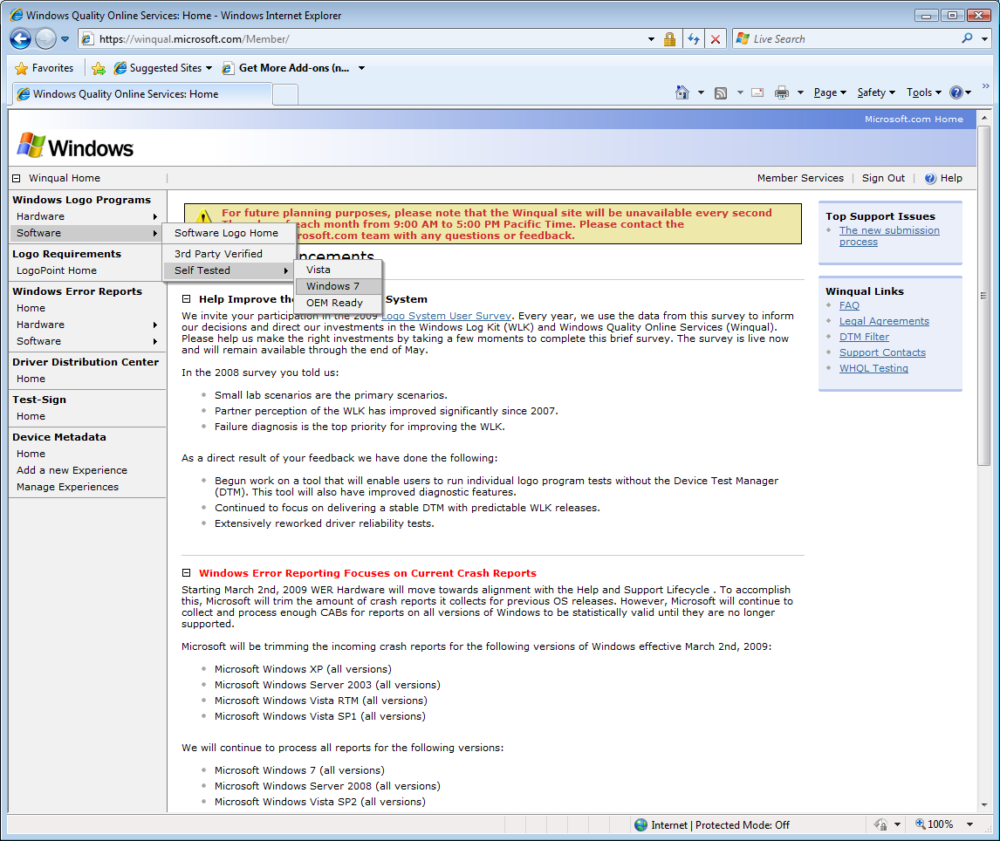 Windows Quality Online Services: Home - Windows Internet Explorer
https://winqual.microsoft.com/Member/
Live Search
Favorites
Suggested Sites
Get More Add-ons (n...
Windows Quality Online Services: Home
Page
Safety
Tools
Microsoft.com Home
Windows
Winqual Home
Member Services
Sign Out
Help
Windows Logo Programs
Hardware
Software
Logo Requirements
LogoPoint Home
Windows Error Reports
Home
Hardware
Software
Driver Distribution Center
Home
Test-Sign
Home
Device Metadata
Home
Add a new Experience
Manage Experiences
Software Logo Home
3rd Party Verified
Self Tested
Vista
Windows 7
OEM Ready
For future planning purposes, please note that the Winqual site will be unavailable every second
each month from 9:00 AM to 5:00 PM Pacific Time. Please contact the
rosoft.com team with any questions or feedback.
ncements
Help Improve the System
We invite your participation in the 2009 Logo System User Survey. Every year, we use the data from this survey to inform
our decisions and direct our investments in the Windows Log Kit (WLK) and Windows Quality Online Services (Winqual).
Please help us make the right investments by taking a few moments to complete this brief survey. The survey is live now
and will remain available through the end of May.
In the 2008 survey you told us:
Small lab scenarios are the primary scenarios.
Partner perception of the WLK has improved significantly since 2007.
Failure diagnosis is the top priority for improving the WLK.
As a direct result of your feedback we have done the following:
Begun work on a tool that will enable users to run individual logo program tests without the Device Test Manager
(DTM). This tool will also have improved diagnostic features.
Continued to focus on delivering a stable DTM with predictable WLK releases.
Extensively reworked driver reliability tests.
Windows Error Reporting Focuses on Current Crash Reports
Starting March 2nd, 2009 WER Hardware will move towards alignment with the Help and Support Lifecycle . To accomplish
this, Microsoft will trim the amount of crash reports it collects for previous OS releases. However, Microsoft will continue to
collect and process enough CABs for reports on all versions of Windows to be statistically valid until they are no longer
supported.
Microsoft will be trimming the incoming crash reports for the following versions of Windows effective March 2nd, 2009:
Microsoft Windows XP (all versions)
Microsoft Windows Server 2003 (all versions)
Microsoft Windows Vista RTM (all versions)
Microsoft Windows Vista SP1 (all versions)
We will continue to process all reports for the following versions:
Microsoft Windows 7 (all versions)
Microsoft Windows Server 2008 (all versions)
Microsoft Windows Vista SP2 (all versions)
Top Support Issues
The new submission
process
Winqual Links
FAQ
Legal Agreements
DTM Filter
Support Contacts
WHQL Testing
Internet | Protected Mode: Off
100%